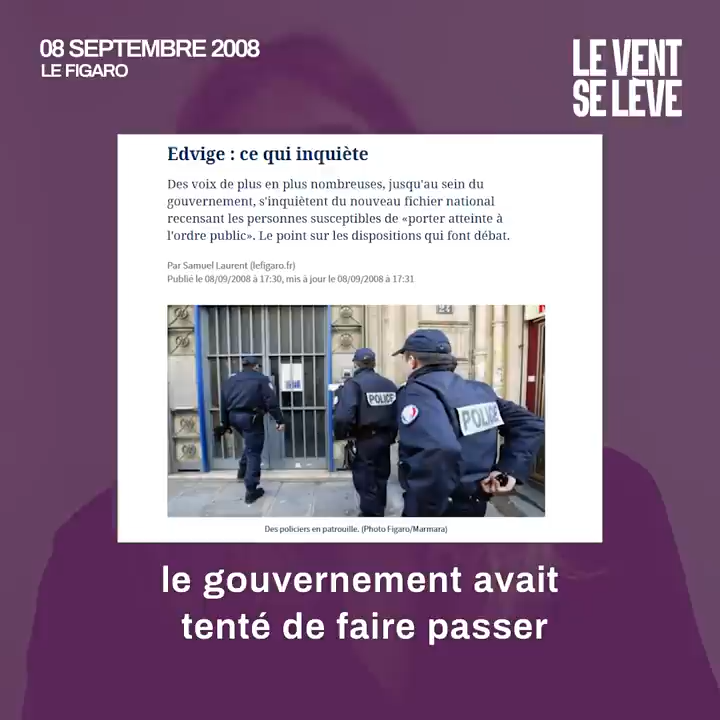 08 SEPTEMBRE 2008
LE FIGARO
LE VENT
SE LÈVE
Edvige : ce qui inquiète
Des voix de plus en plus nombreuses, jusqu'au sein du
gouvernement, s'inquiètent du nouveau fichier national
recensant les personnes susceptibles de «porter atteinte à
l'ordre public». Le point sur les dispositions qui font débat.
Par Samuel Laurent (lefigaro.fr)
Publié le 08/09/2008 à 17:30, mis à jour le 08/09/2008 à 17:31
POLICE
POLICE
Des policiers en patrouille. (Photo Figaro/Marmara)
le gouvernement avait
tenté de faire passer